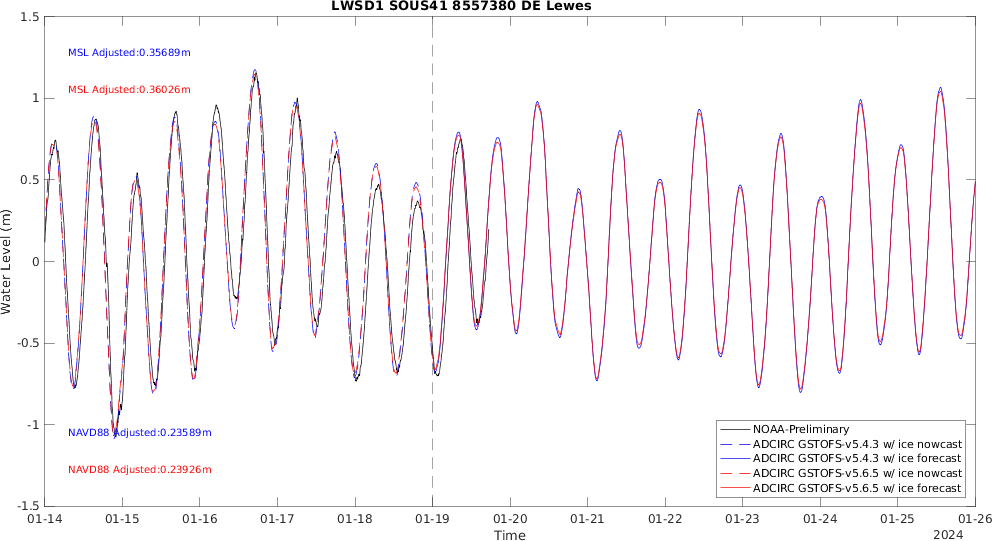 LWSD1 SOUS41 8557380 DE Lewes
1.5
1
0.5
0
-0.5
-1
-1.5
Water Level (m)
MSL Adjusted:0.35689m
MSL Adjusted:0.36026m
NAVD88 Adjusted:0.23589m
NAVD88 Adjusted:0.23926m
NOAA-Preliminary
ADCIRC GSTOFS-v5.4.3 w/ ice nowcast
ADCIRC GSTOFS-v5.4.3 w/ ice forecast
ADCIRC GSTOFS-v5.6.5 w/ ice nowcast
ADCIRC GSTOFS-v5.6.5 w/ ice forecast
01-14 01-15 01-16 01-17 01-18 01-19 01-20 01-21 01-22 01-23 01-24 01-25 01-26
Time
2024